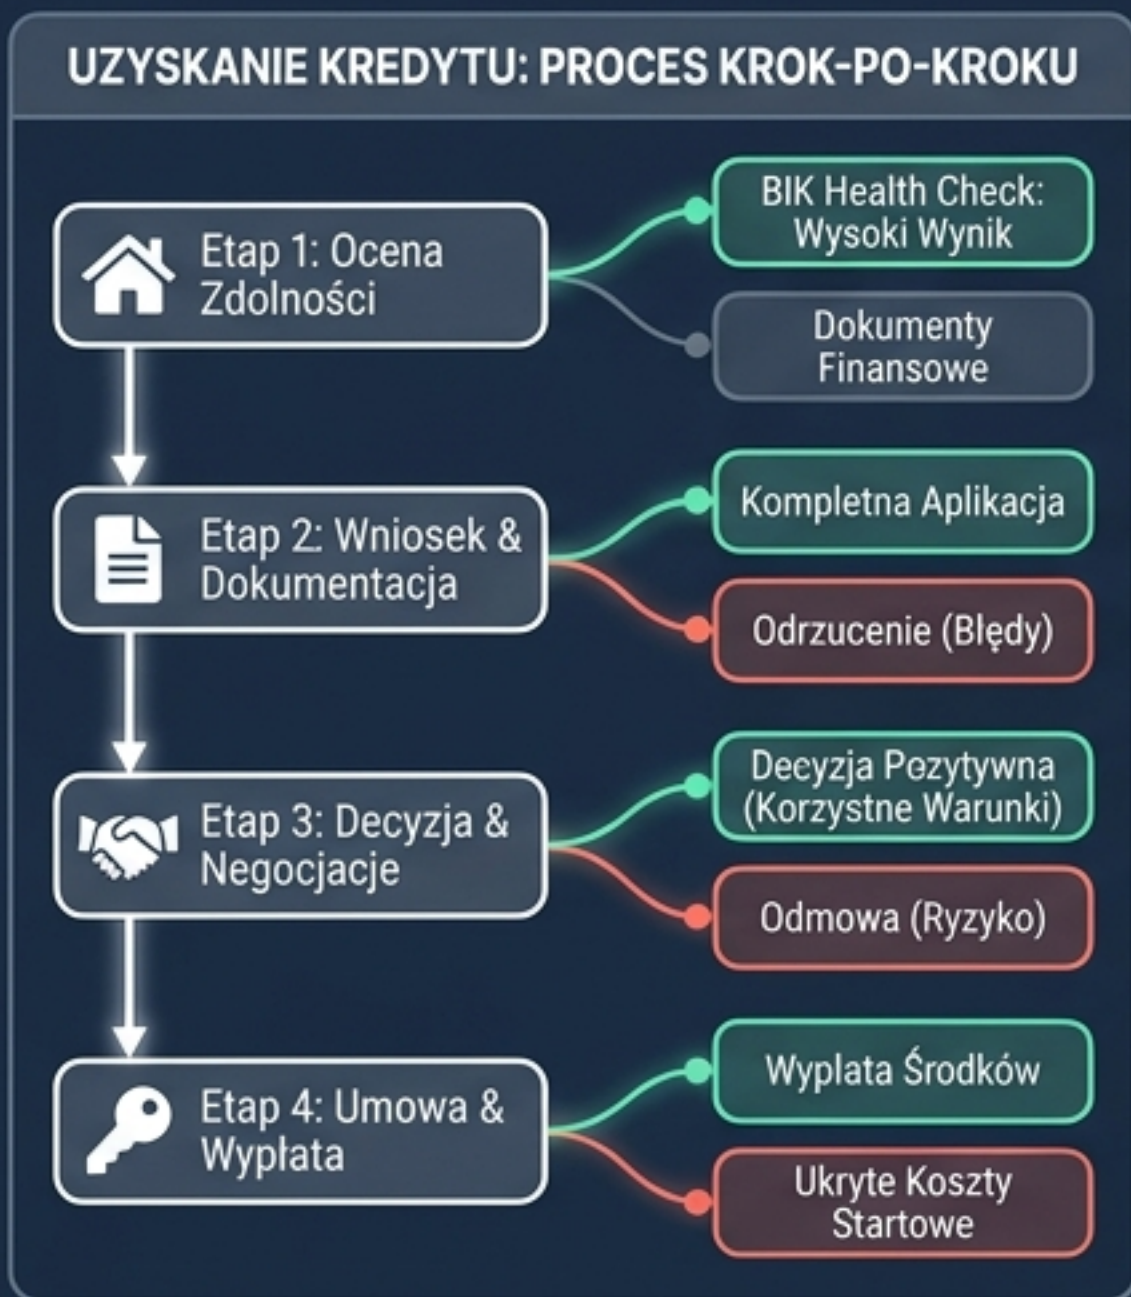 UZYSKANIE KREDYTU: PROCES KROK-PO-KROKU
Etap 1: Ocena
Zdolności
BIK Health Check:
Wysoki Wynik
Dokumenty
Finansowe
Etap 2: Wniosek &
Dokumentacja
Kompletna Aplikacja
Odrzucenie (Błędy)
Etap 3: Decyzja &
Negocjacje
Decyzja Pozytywna
(Korzystne Warunki)
Odmowa (Ryzyko)
Etap 4: Umowa &
Wypłata
Wyplata Środków
Ukryte Koszty
Startowe